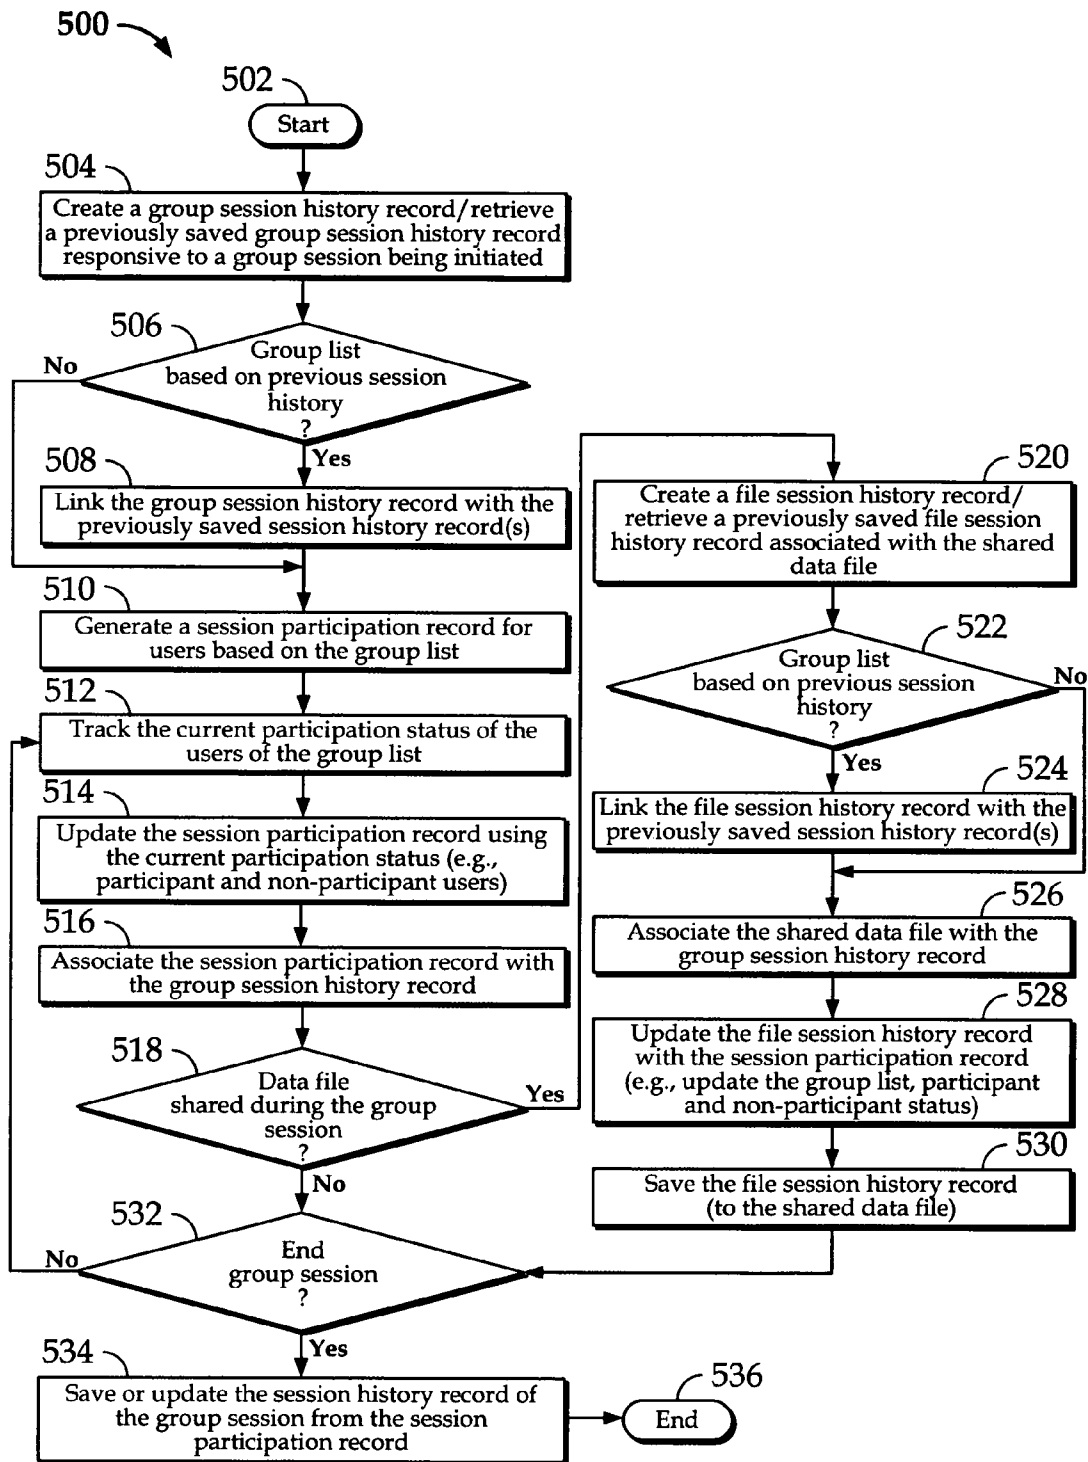 500
502
Start
504
Create a group session history record/retrieve
a previously saved group session history record
responsive to a group session being initiated
506
No
Group list
based on previous session
history
?
Yes
508
Link the group session history record with the
previously saved session history record(s)
510
Generate a session participation record for
users based on the group list
512
Track the current participation status of the
users of the group list
514
Update the session participation record using
the current participation status (e.g.,
participant and non-participant users)
516
Associate the session participation record with
the group session history record
518
Data file
shared during the group
session
?
Yes
No
520
Create a file session history record/
retrieve a previously saved file session
history record associated with the shared
data file
522
Group list
based on previous session
history
?
No
Yes
524
Link the file session history record with the
previously saved session history record(s)
526
Associate the shared data file with the
group session history record
528
Update the file session history record
with the session participation record
(e.g., update the group list, participant
and non-participant status)
530
Save the file session history record
(to the shared data file)
532
No
End
group session
?
Yes
534
Save or update the session history record of
the group session from the session
participation record
536
End